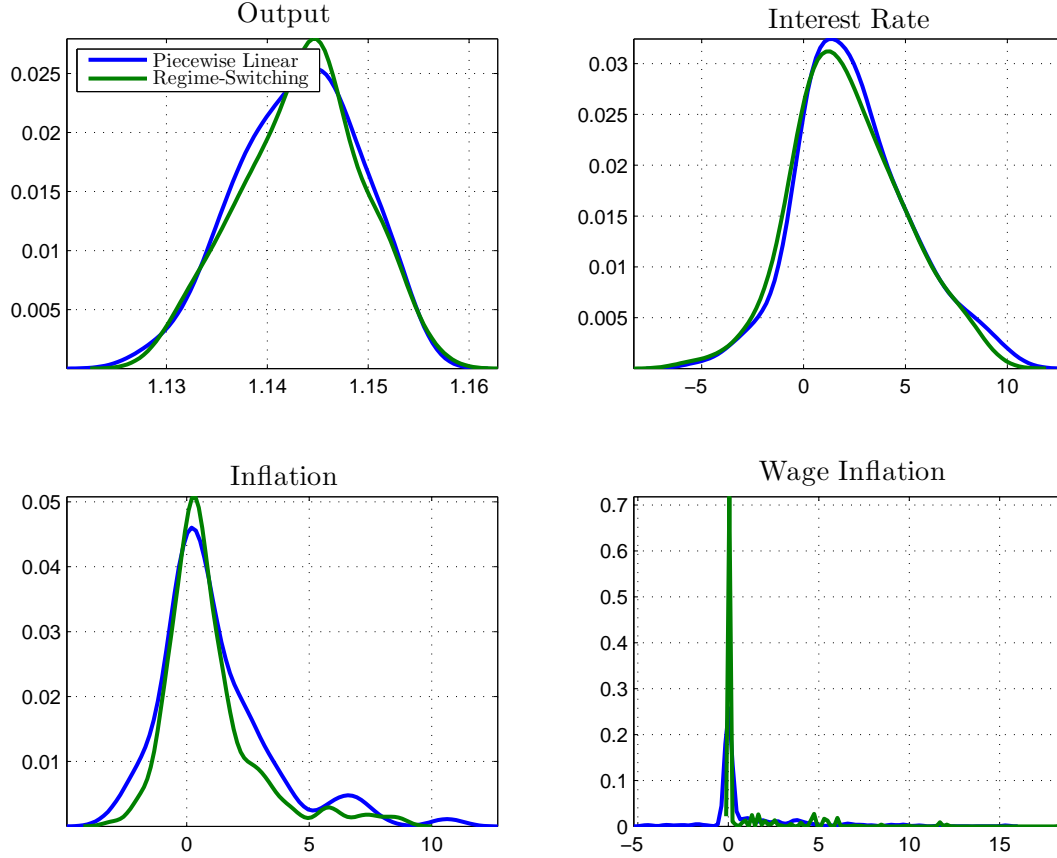 Output
Piecewise Linear
Regime-Switching
0.025
0.02
0.015
0.01
0.005
1.13 1.14 1.15 1.16
Interest Rate
0.03
0.025
0.02
0.015
0.01
0.005
−5 0 5 10
Inflation
0.05
0.04
0.03
0.02
0.01
0 5 10
Wage Inflation
0.7
0.6
0.5
0.4
0.3
0.2
0.1
0
−5 0 5 10 15